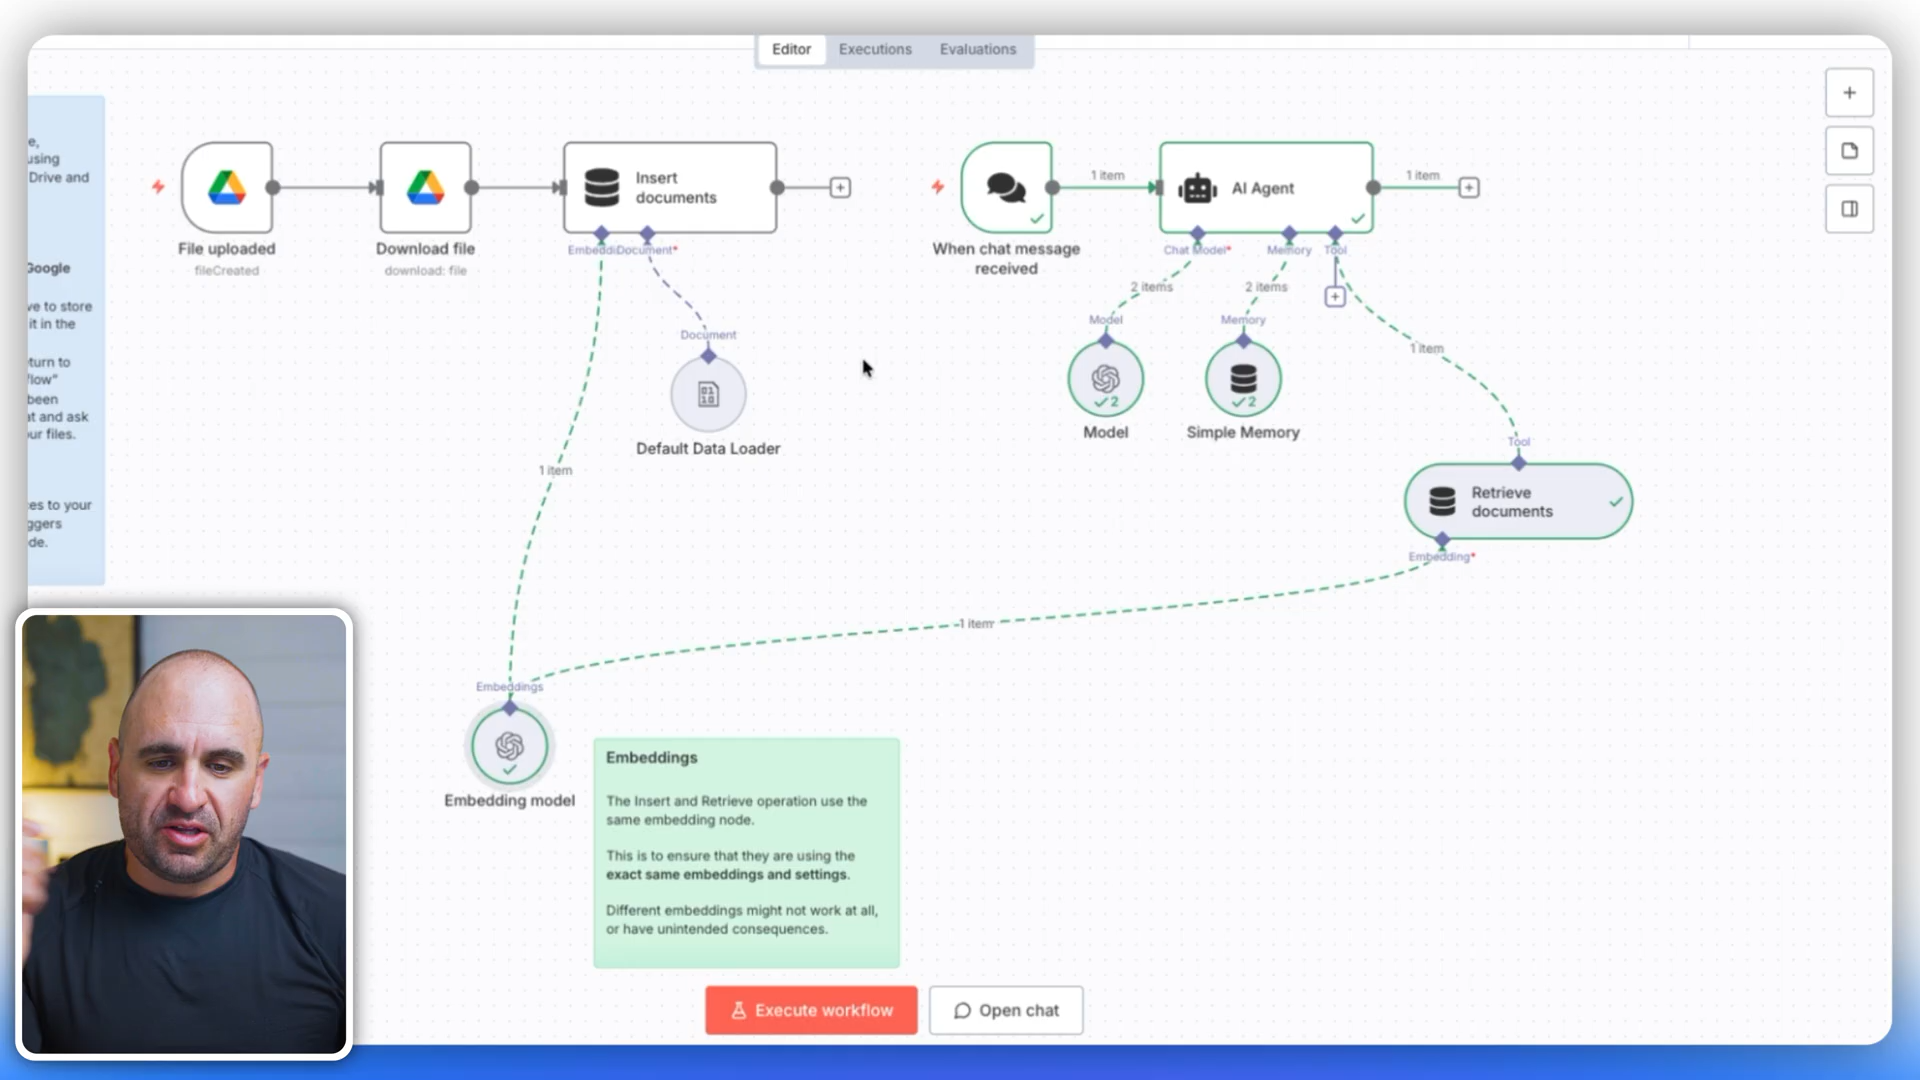 Editor
Executions
Evaluations
e,
using
Drive and
Google
ve to store
it in the
turn to
flow"
been
at and ask
our files.
es to your
ggers
de.
File uploaded
fileCreated
Download file
download: file
Insert
documents
Document*
Document
Default Data Loader
1 item
When chat message
received
1 item
AI Agent
1 item
Chat Model*
Memory
Tool
2 items
2 items
Model
Memory
2
2
Model
Simple Memory
1 item
Tool
Retrieve
documents
Embedding*
1 item
Embeddings
Embedding model
Embeddings
The Insert and Retrieve operation use the
same embedding node.
This is to ensure that they are using the
exact same embeddings and settings.
Different embeddings might not work at all,
or have unintended consequences.
Execute workflow
Open chat